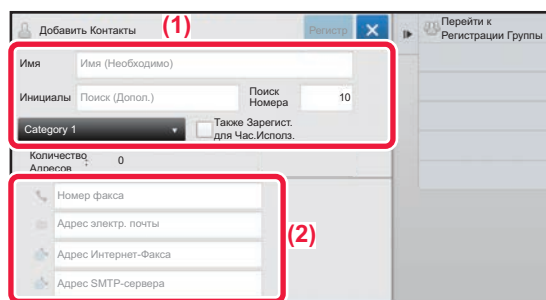 Добавить Контакты
(1)
Регистр
Перейти к
Регистрации Группы
Имя
Имя (Необходимо)
Инициалы
Поиск (Допол.)
Поиск
Номера
10
Category 1
Также Зарегист.
для Час.Исполз.
Количество
Адресов
:
0
Номер факса
Адрес электр. почты
(2)
Адрес Интернет-Факса
Адрес SMTP-сервера